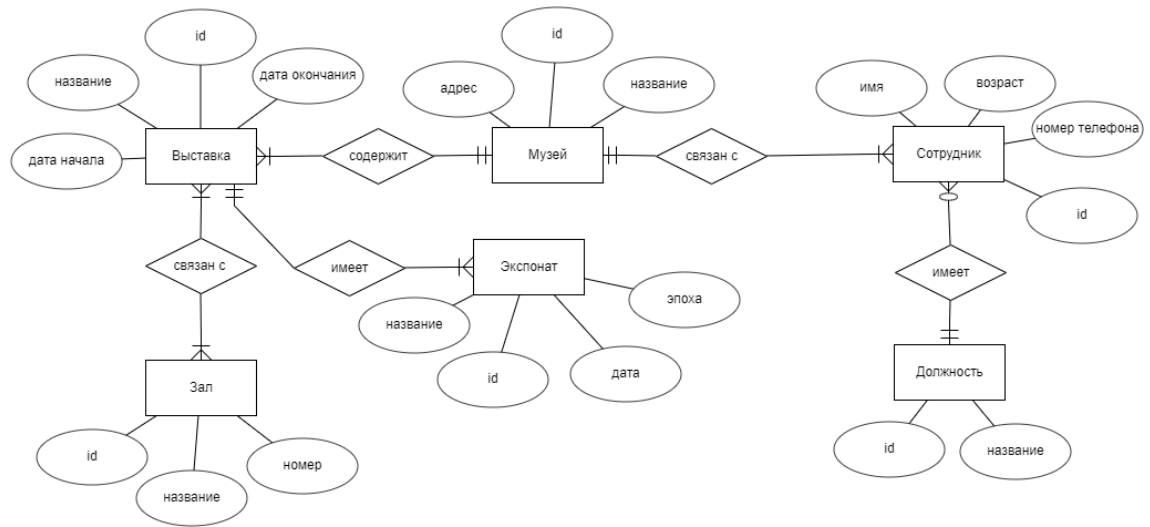 id
название
дата окончания
дата начала
Выставка
содержит
id
адрес
название
Музей
связан с
имя
возраст
номер телефона
Сотрудник
id
связан с
имеет
Экспонат
название
id
дата
эпоха
имеет
Зал
id
название
номер
Должность
id
название